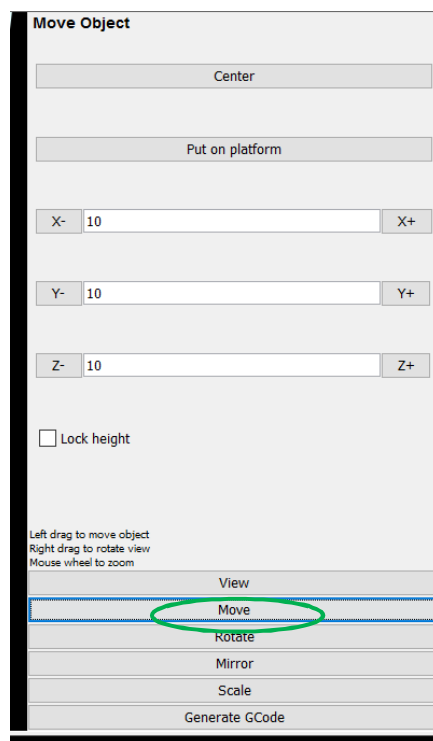 Move Object
Center
Put on platform
X- 10 X+
Y- 10 Y+
Z- 10 Z+
Lock height
Left drag to move object
Right drag to rotate view
Mouse wheel to zoom
View
Move
Rotate
Mirror
Scale
Generate GCode